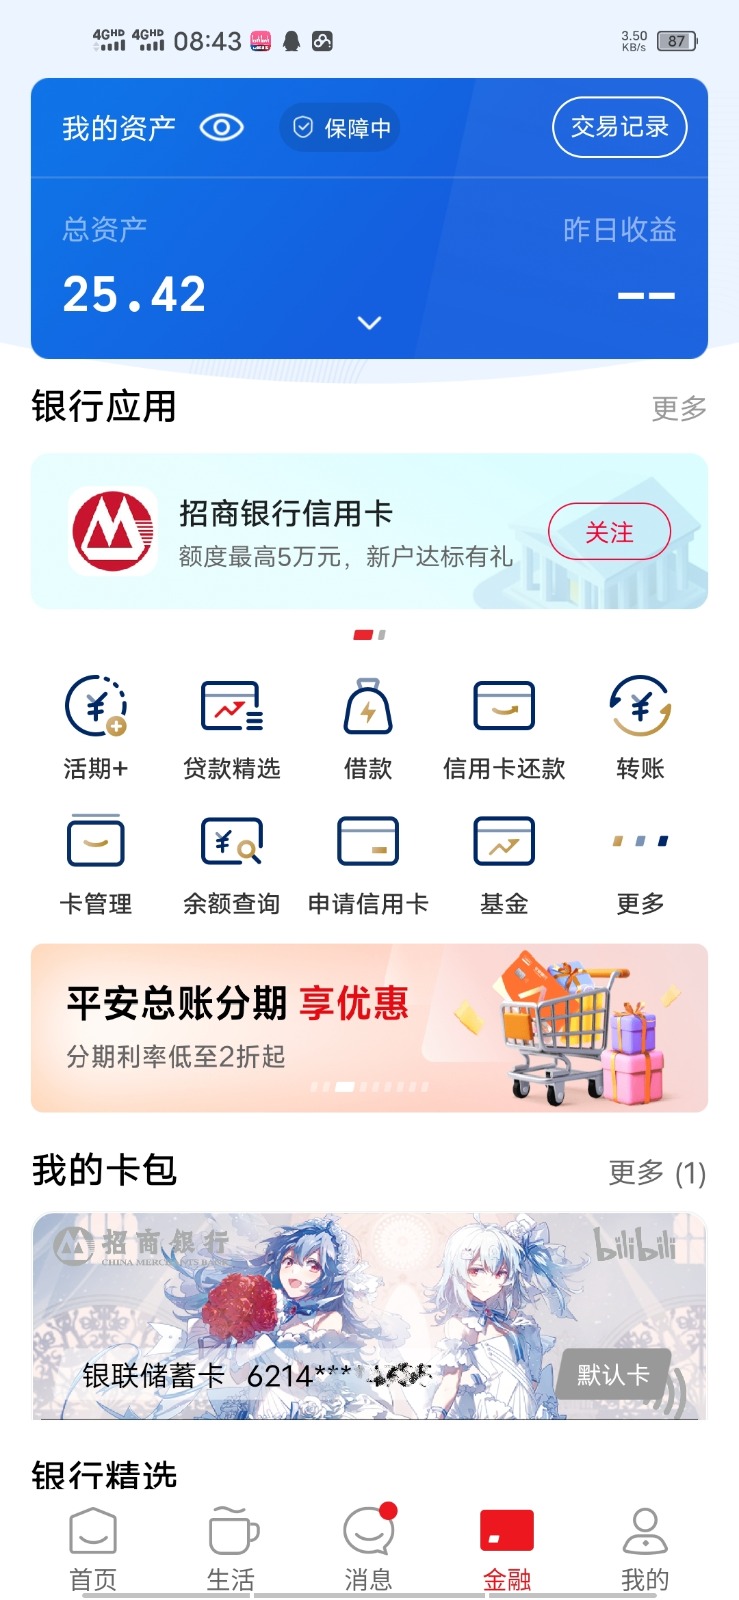 4GHD 4GHD 08:43 3.50 KB/s 87
我的资产 保障中 交易记录
总资产 昨日收益
25.42 --
银行应用 更多
招商银行信用卡
额度最高5万元，新户达标有礼
关注
活期+ 贷款精选 借款 信用卡还款 转账
卡管理 余额查询 申请信用卡 基金 更多
平安总账分期 享优惠
分期利率低至2折起
我的卡包 更多 (1)
招商银行 bilibili
CHINA MERCHANTS BANK
银联储蓄卡 6214*** 默认卡
银行精选
首页 生活 消息 金融 我的